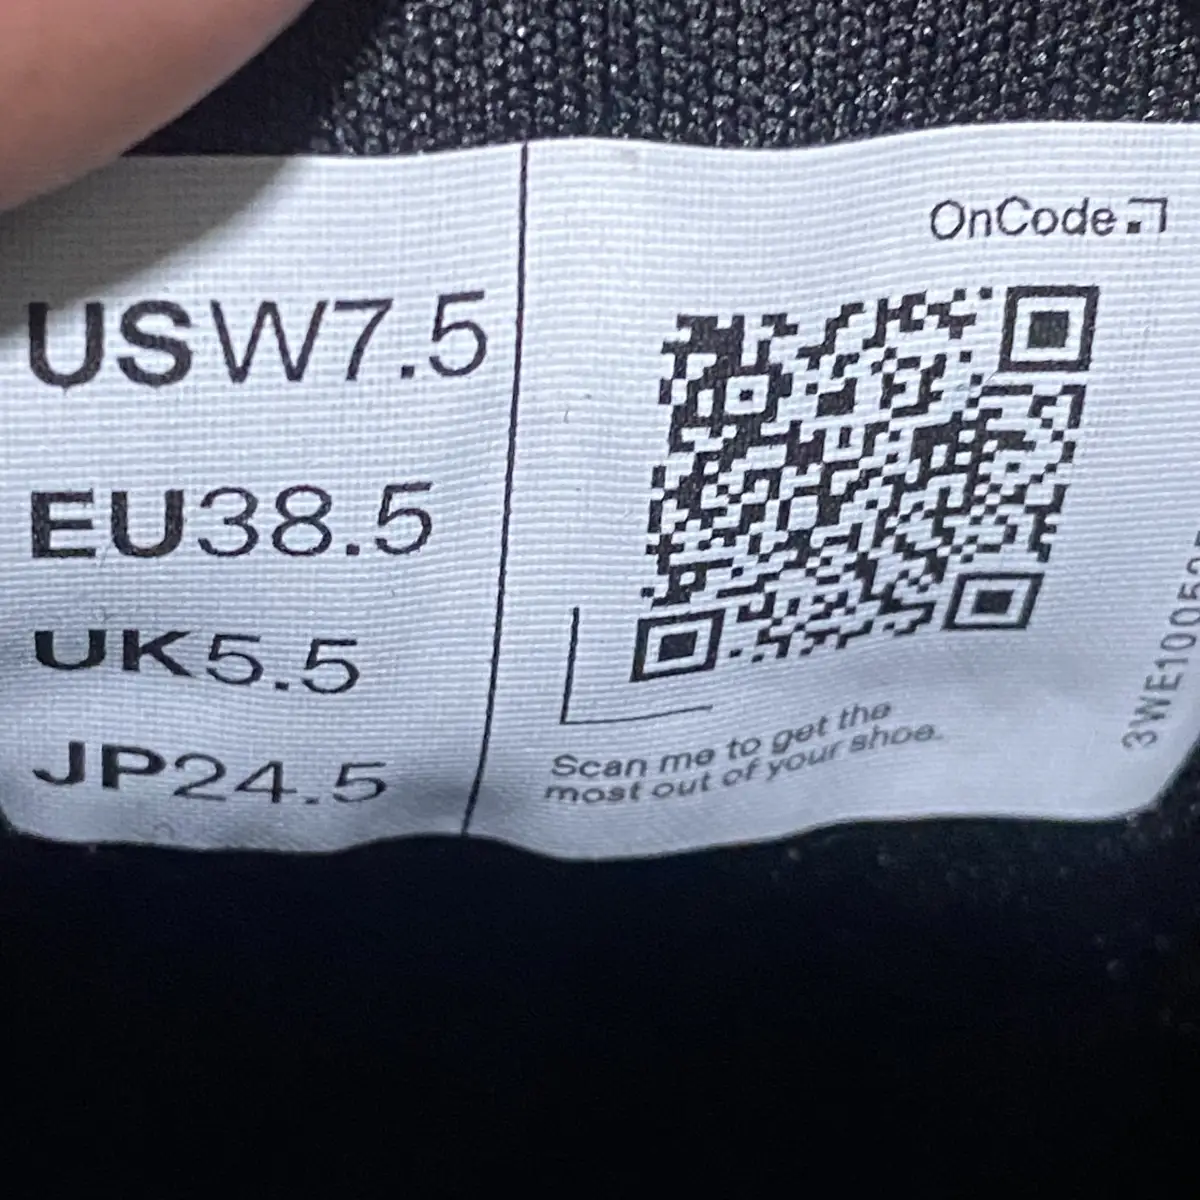 USW7.5
EU38.5
UK5.5
JP24.5
OnCode
Scan me to get the
most out of your shoe.